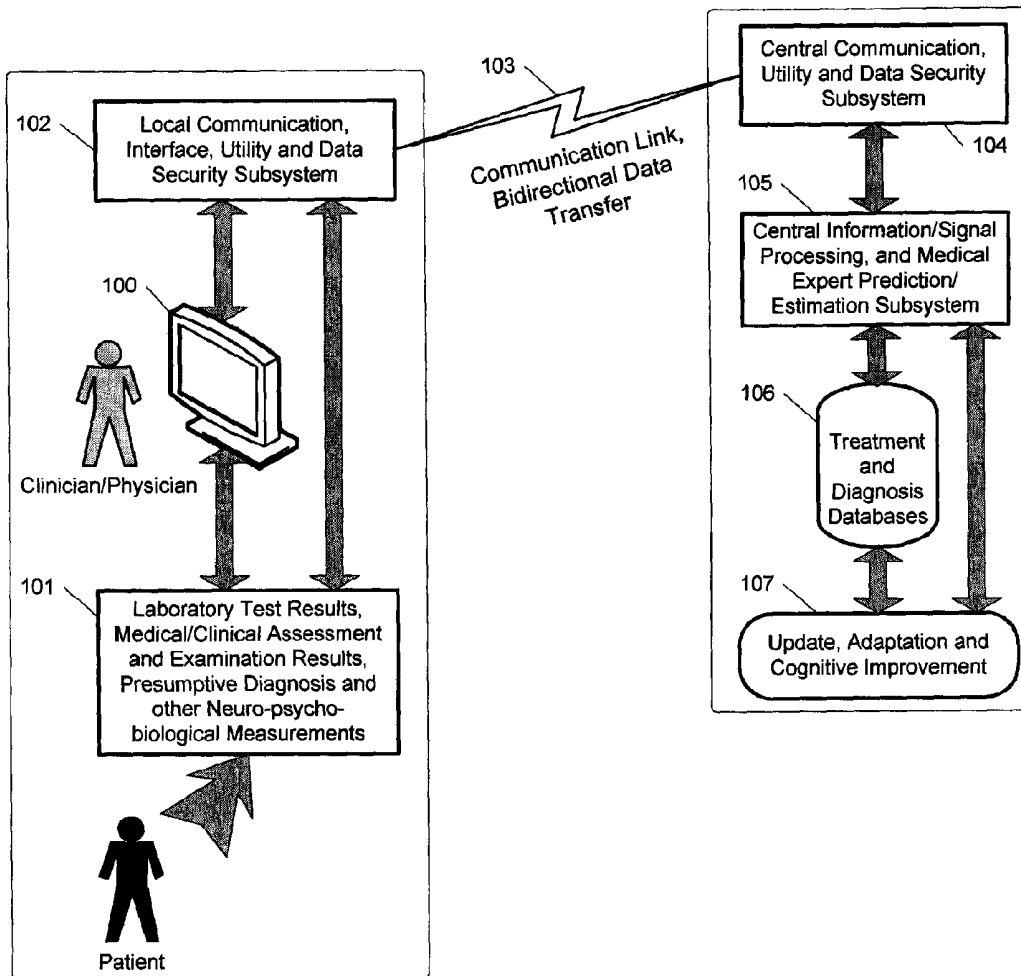 102
Local Communication,
Interface, Utility and Data
Security Subsystem
100
Clinician/Physician
101
Laboratory Test Results,
Medical/Clinical Assessment
and Examination Results,
Presumptive Diagnosis and
other Neuro-psycho-
biological Measurements
Patient
103
Communication Link,
Bidirectional Data
Transfer
Central Communication,
Utility and Data Security
Subsystem
104
105
Central Information/Signal
Processing, and Medical
Expert Prediction/
Estimation Subsystem
106
Treatment
and
Diagnosis
Databases
107
Update, Adaptation and
Cognitive Improvement